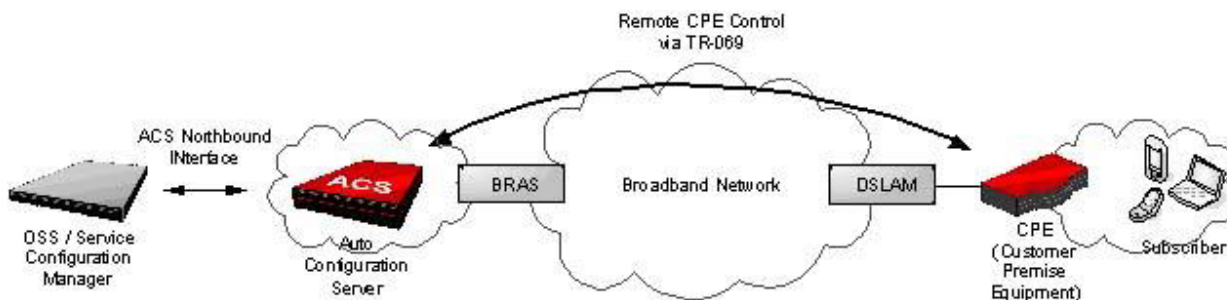 Remote CPE Control
via TR-069
ACS Northbound
INterface
ACS
BRAS
Broadband Network
DSLAM
OSS / Service
Configuration
Manager
Auto
Configuration
Server
CPE
(Customer
Premise
Equipment)
Subscriber